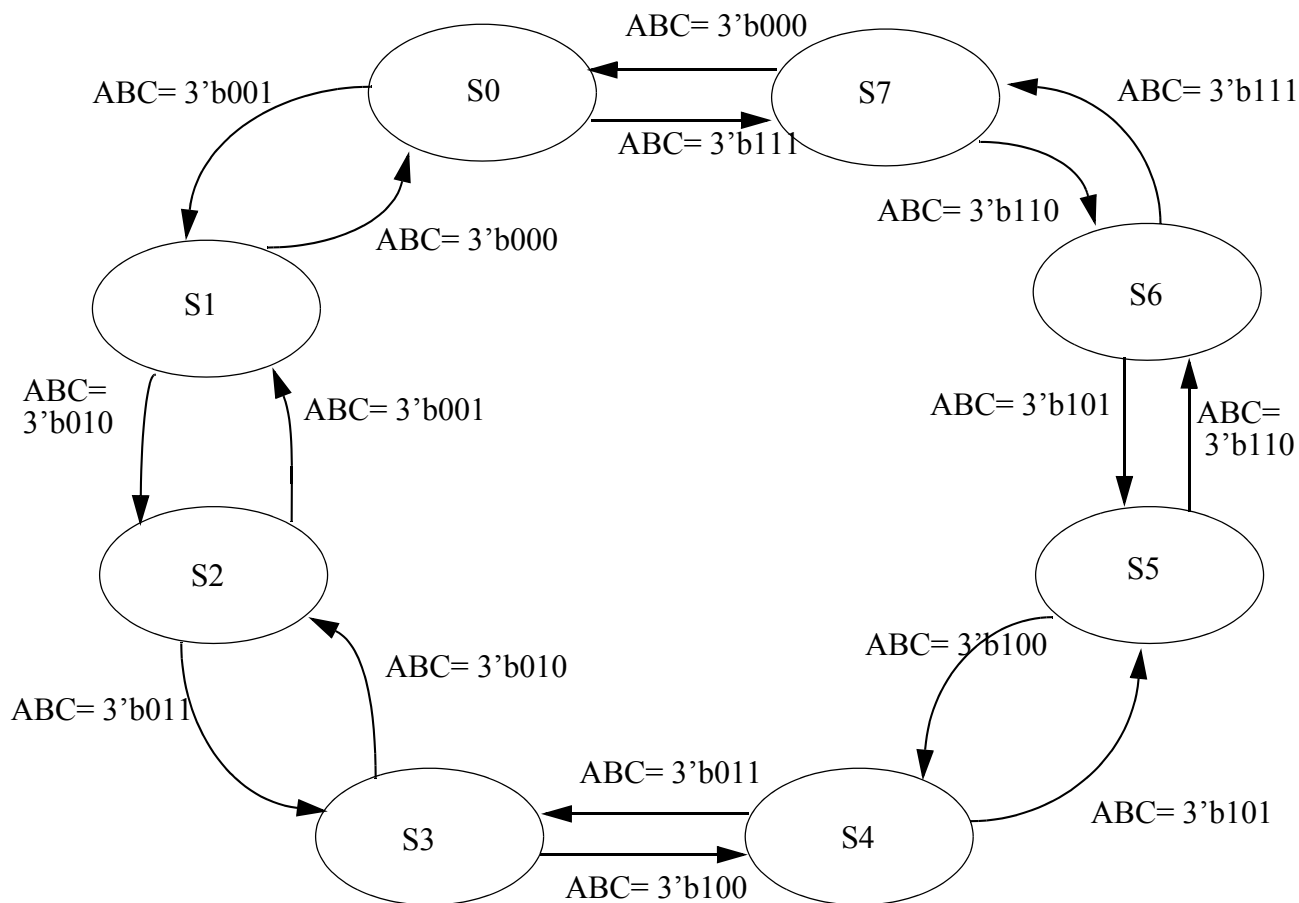 ABC= 3’b000
S0
S7
ABC= 3’b001
ABC= 3’b111
ABC= 3’b111
ABC= 3’b110
ABC= 3’b000
S1
S6
ABC=
3’b010
ABC= 3’b001
ABC= 3’b101
ABC=
3’b110
S2
S5
ABC= 3’b100
ABC= 3’b010
ABC= 3’b011
ABC= 3’b011
ABC= 3’b101
S3
S4
ABC= 3’b100